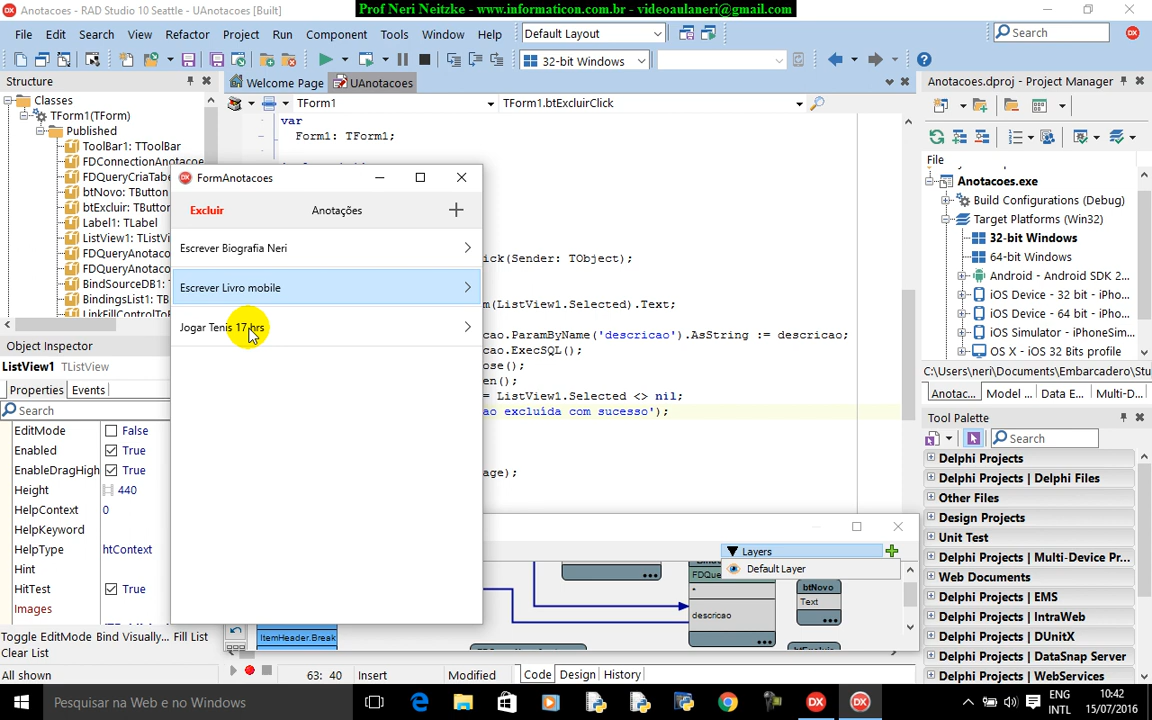 Anotacoes - RAD Studio 10 Seattle - UAnotacoes [Built]
Prof Neri Neitzke - www.informaticon.com.br - videoaulaneri@gmail.com
File Edit Search View Refactor Project Run Component Tools Window Help
Default Layout
Search
32-bit Windows
Structure
Welcome Page
UAnotacoes
Anotacoes.dproj - Project Manager
Classes
TForm1(TForm)
Published
ToolBar1: TToolBar
FDConnectionAnotacoe
FDQueryCriaTabe
btNovo: TButton
btExcluir: TButton
Label1: TLabel
ListView1: TListVi
FDQueryAnotaco
FDQueryAnotaco
BindSourceDB1:
BindingsList1: TB
LinkFillControlTo
TForm1
TForm1.btExcluirClick
var
Form1: TForm1;
FormAnotacoes
Excluir
Anotações
Escrever Biografia Neri
Escrever Livro mobile
Jogar Tenis 17 hrs
ick(Sender: TObject);
m(ListView1.Selected).Text;
cao.ParamByName('descricao').AsString := descricao;
cao.ExecSQL();
ose();
en();
= ListView1.Selected <> nil;
ao excluída com sucesso');
age);
File
Anotacoes.exe
Build Configurations (Debug)
Target Platforms (Win32)
32-bit Windows
64-bit Windows
Android - Android SDK 2...
iOS Device - 32 bit - iPho...
iOS Device - 64 bit - iPho...
iOS Simulator - iPhoneSim...
OS X - iOS 32 Bits profile
C:\Users\neri\Documents\Embarcadero\Stu
Anotac... Model ... Data E... Multi-D...
Object Inspector
ListView1 TListView
Properties Events
Search
EditMode False
Enabled True
EnableDragHigh True
Height 440
HelpContext 0
HelpKeyword
HelpType htContext
Hint
HitTest True
Images
Toggle EditMode Bind Visually... Fill List
Clear List
All shown
Layers
Default Layer
FDQue
*
descricao
btNovo
Text
ItemHeader.Break
63: 40 Insert Modified Code Design History
Tool Palette
Search
Delphi Projects
Delphi Projects | Delphi Files
Other Files
Design Projects
Unit Test
Delphi Projects | Multi-Device Pr...
Web Documents
Delphi Projects | EMS
Delphi Projects | IntraWeb
Delphi Projects | DUnitX
Delphi Projects | DataSnap Server
Delphi Projects | WebServices
Pesquisar na Web e no Windows
ENG
INTL
10:42
15/07/2016